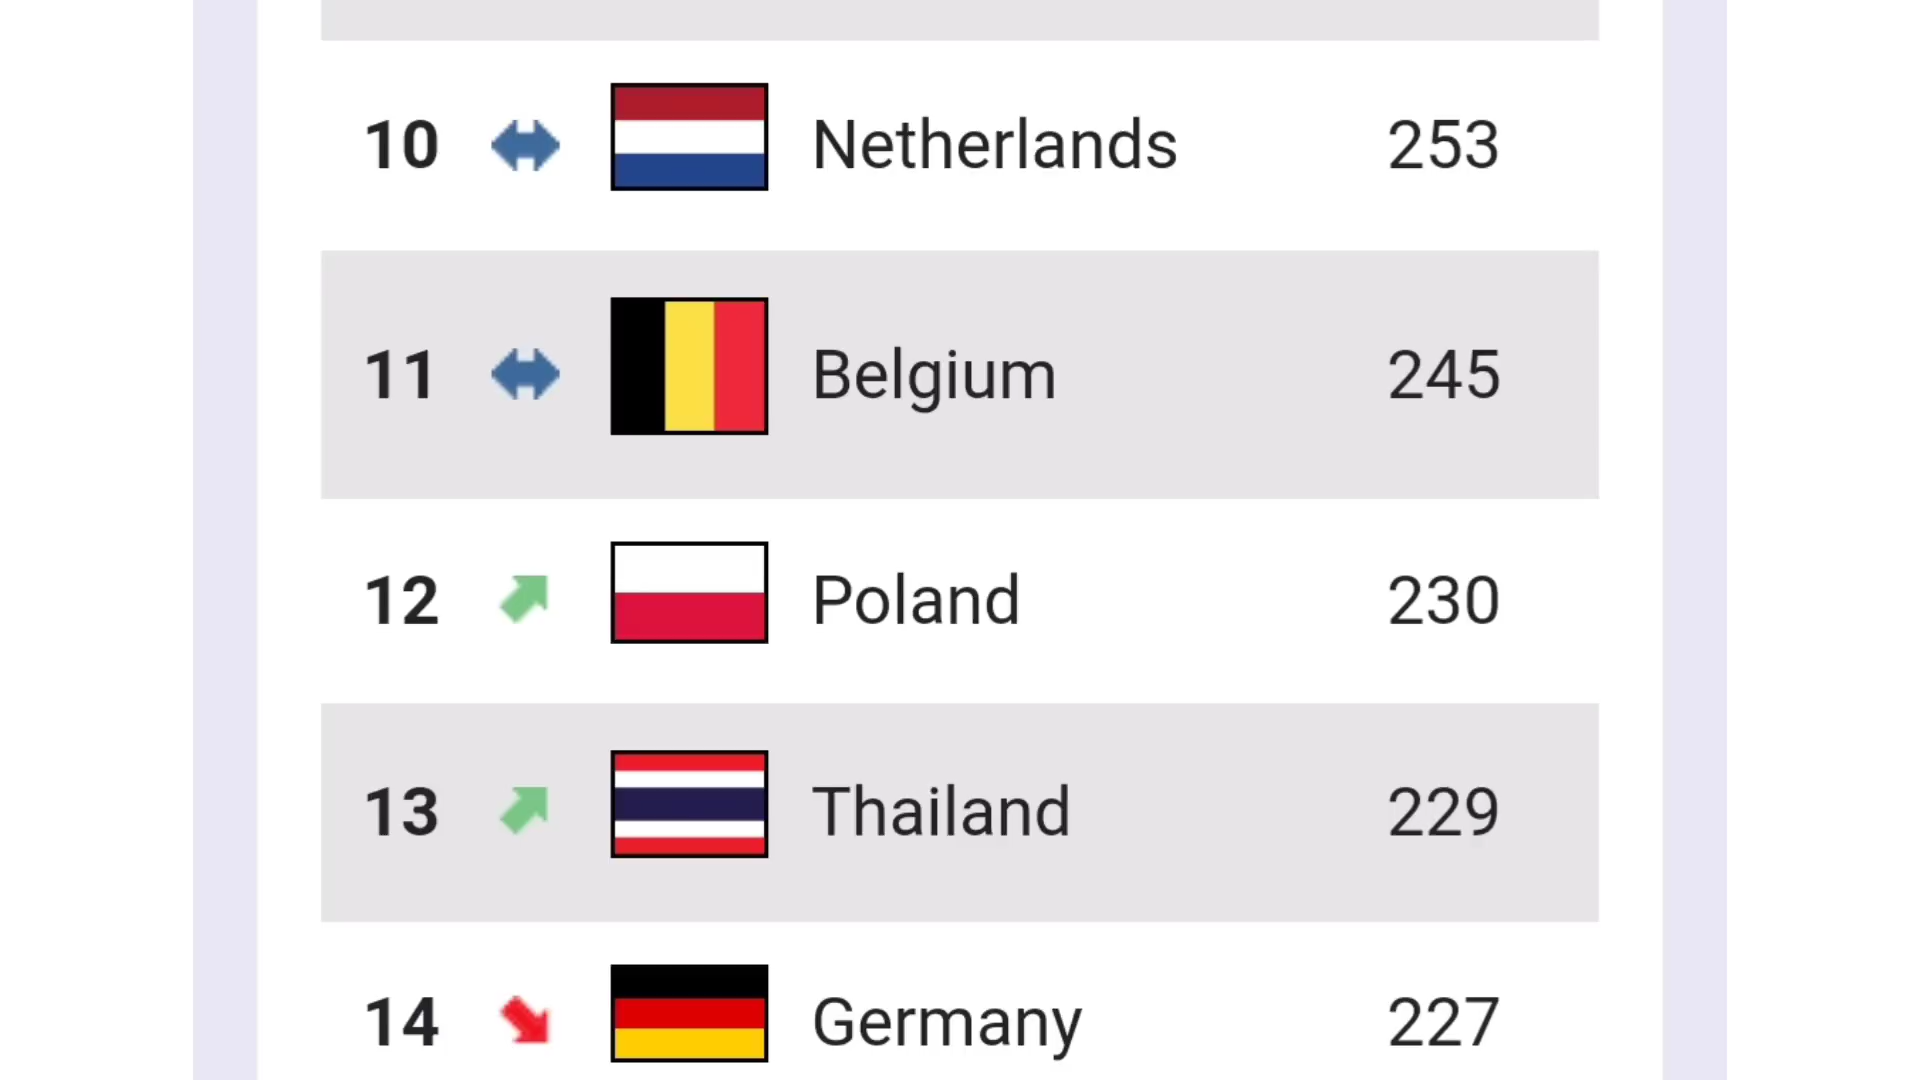 10 Netherlands 253
11 Belgium 245
12 Poland 230
13 Thailand 229
14 Germany 227